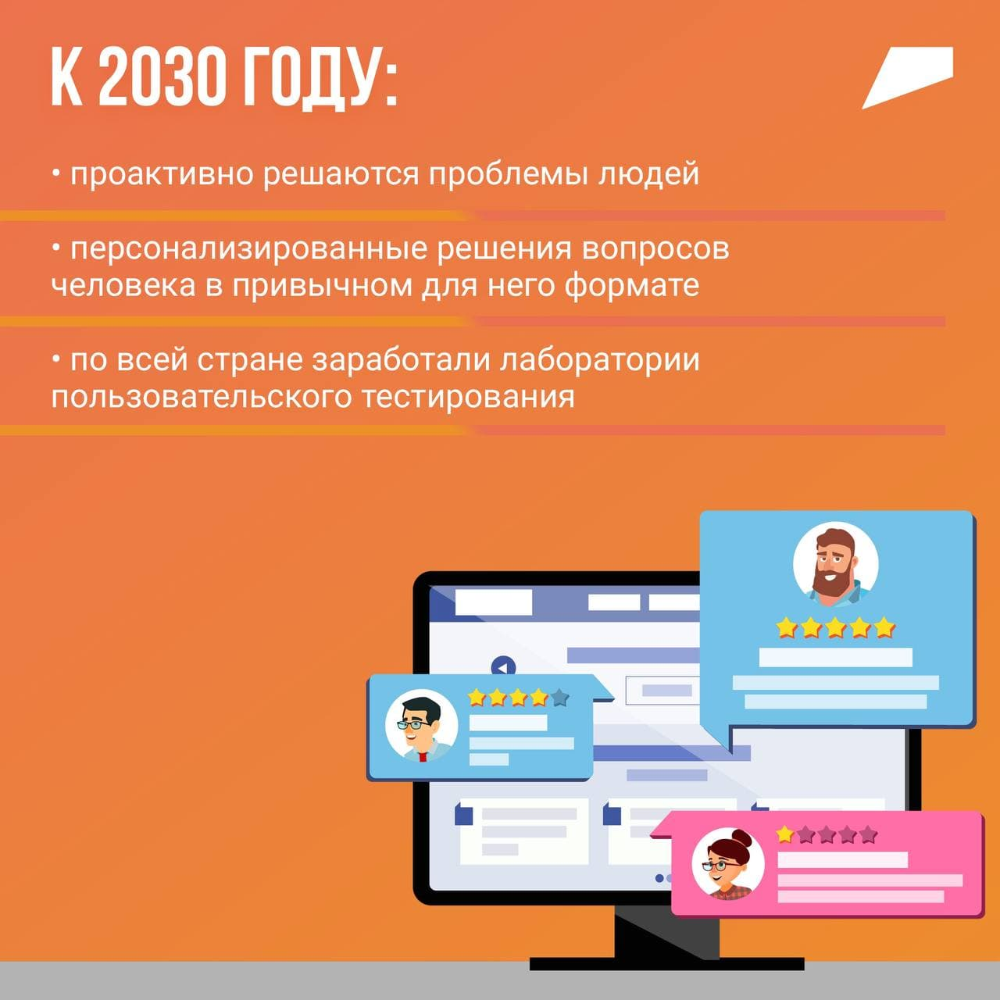 К 2030 ГОДУ:
• проактивно решаются проблемы людей
• персонализированные решения вопросов
человека в привычном для него формате
• по всей стране заработали лаборатории
пользовательского тестирования